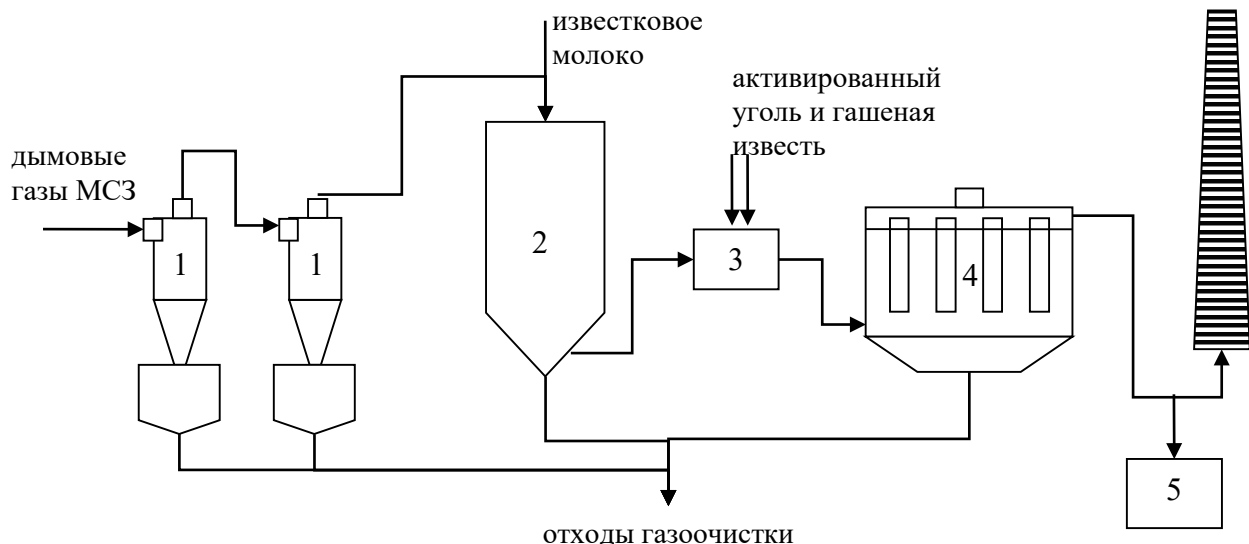 известковое
молоко
активированный
уголь и гашеная
известь
дымовые
газы МСЗ
1
1
2
3
4
5
отходы газоочистки